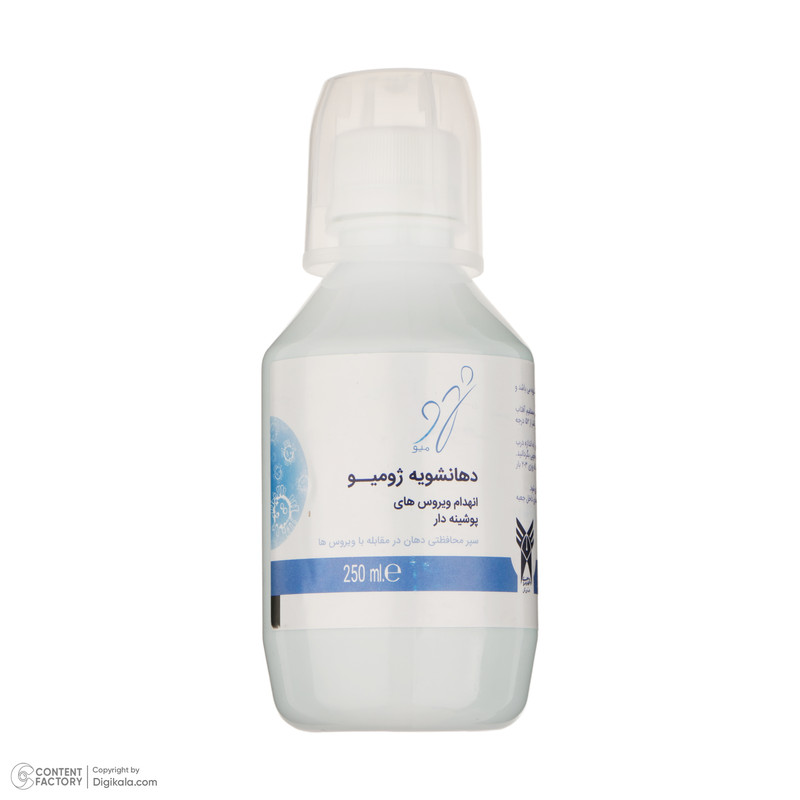 میو
دهانشویه ژومیو
انهدام ویروس های
پوشینه دار
سپر محافظتی دهان در مقابله با ویروس ها
250 ml.e
CONTENT FACTORY
Copyright by
Digikala.com